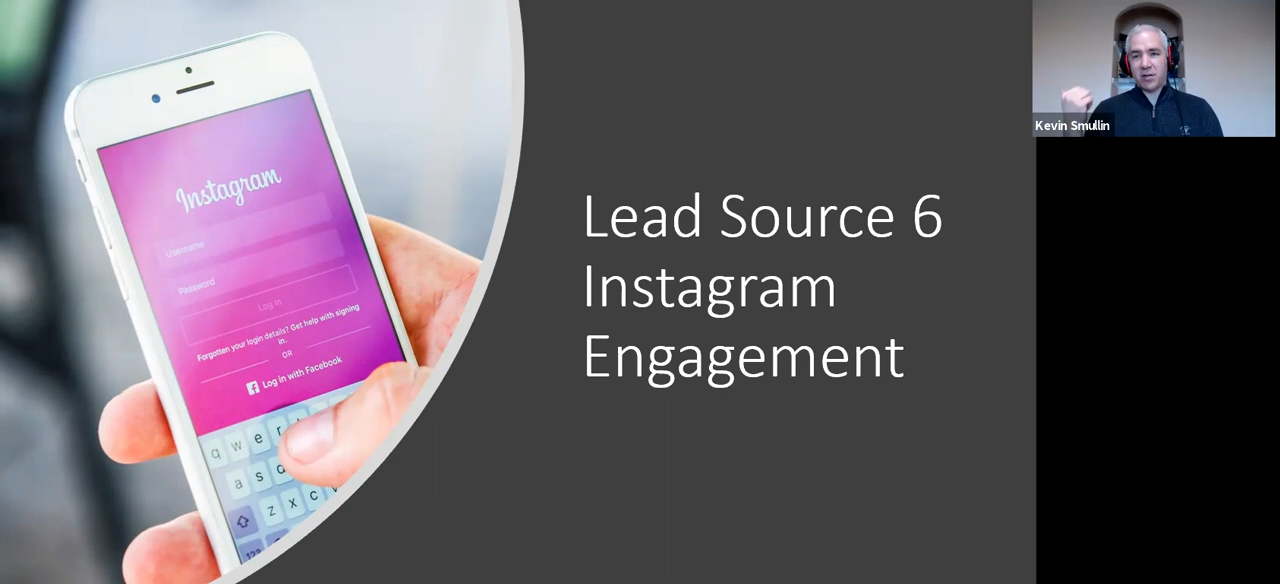 Instagram
Username
Password
Log In
Forgotten your login details? Get help with signing
in.
OR
Log in with Facebook
q w e r
a s d
z x c v
123
Lead Source 6
Instagram
Engagement
Kevin Smullin